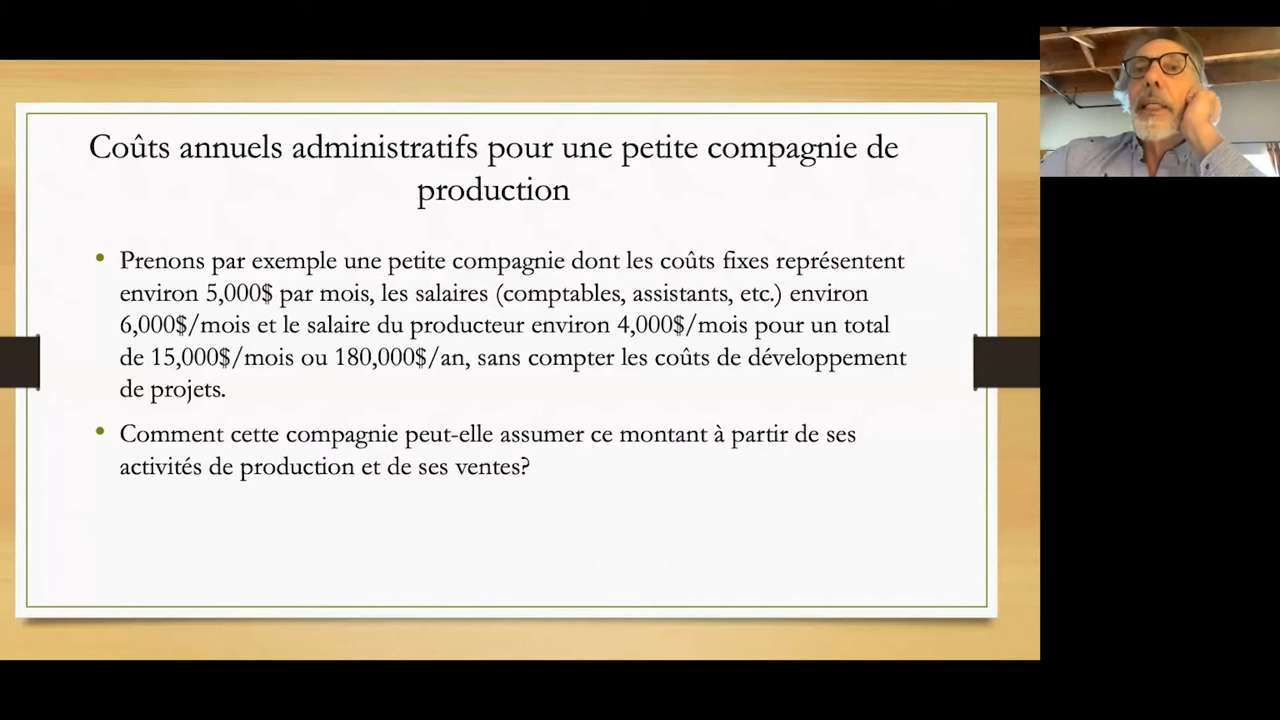 Coûts annuels administratifs pour une petite compagnie de
production
• Prenons par exemple une petite compagnie dont les coûts fixes représentent
environ 5,000$ par mois, les salaires (comptables, assistants, etc.) environ
6,000$/mois et le salaire du producteur environ 4,000$/mois pour un total
de 15,000$/mois ou 180,000$/an, sans compter les coûts de développement
de projets.
• Comment cette compagnie peut-elle assumer ce montant à partir de ses
activités de production et de ses ventes?